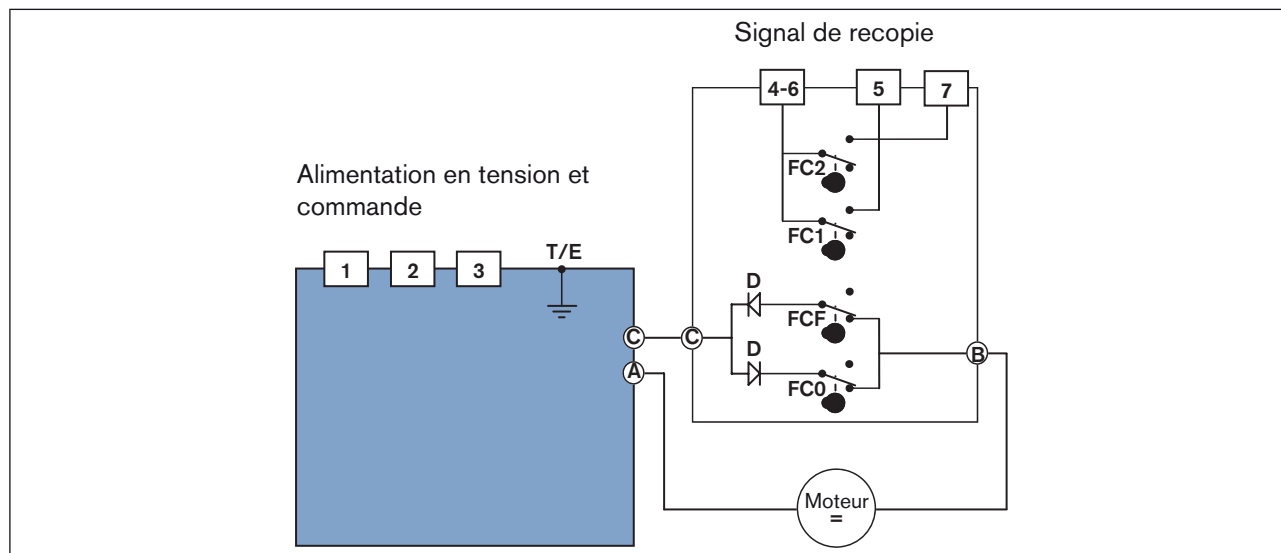 Signal de recopie
4-6
5
7
FC2
Alimentation en tension et
commande
FC1
1
2
3
T/E
D
FCF
C
C
D
B
A
FC0
Moteur
=